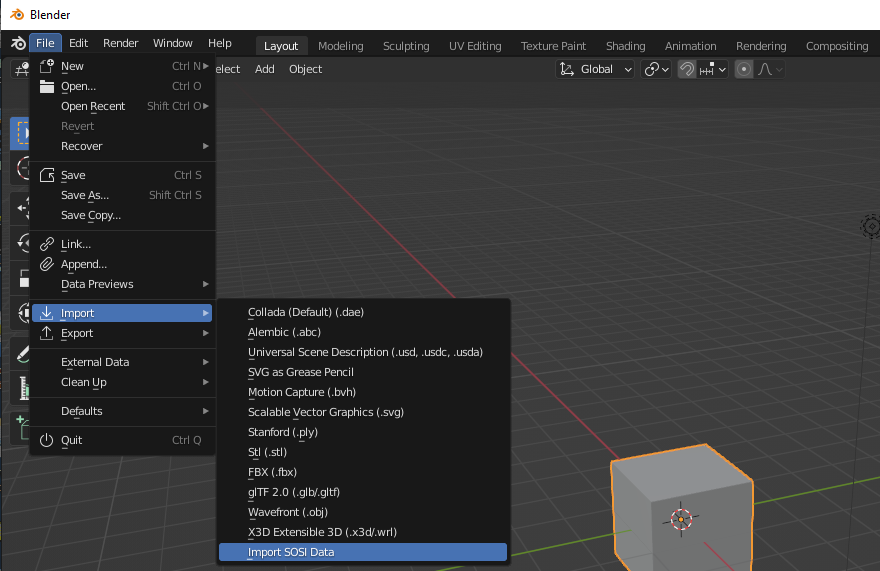 Blender
File Edit Render Window Help Layout Modeling Sculpting UV Editing Texture Paint Shading Animation Rendering Compositing
elect Add Object Global
New Ctrl N
Open... Ctrl O
Open Recent Shift Ctrl O
Revert
Recover
Save Ctrl S
Save As... Shift Ctrl S
Save Copy...
Link...
Append...
Data Previews
Import
Export
External Data
Clean Up
Defaults
Quit Ctrl Q
Collada (Default) (.dae)
Alembic (.abc)
Universal Scene Description (.usd, .usdc, .usda)
SVG as Grease Pencil
Motion Capture (.bvh)
Scalable Vector Graphics (.svg)
Stanford (.ply)
Stl (.stl)
FBX (.fbx)
glTF 2.0 (.glb/.gltf)
Wavefront (.obj)
X3D Extensible 3D (.x3d/.wrl)
Import SOSI Data